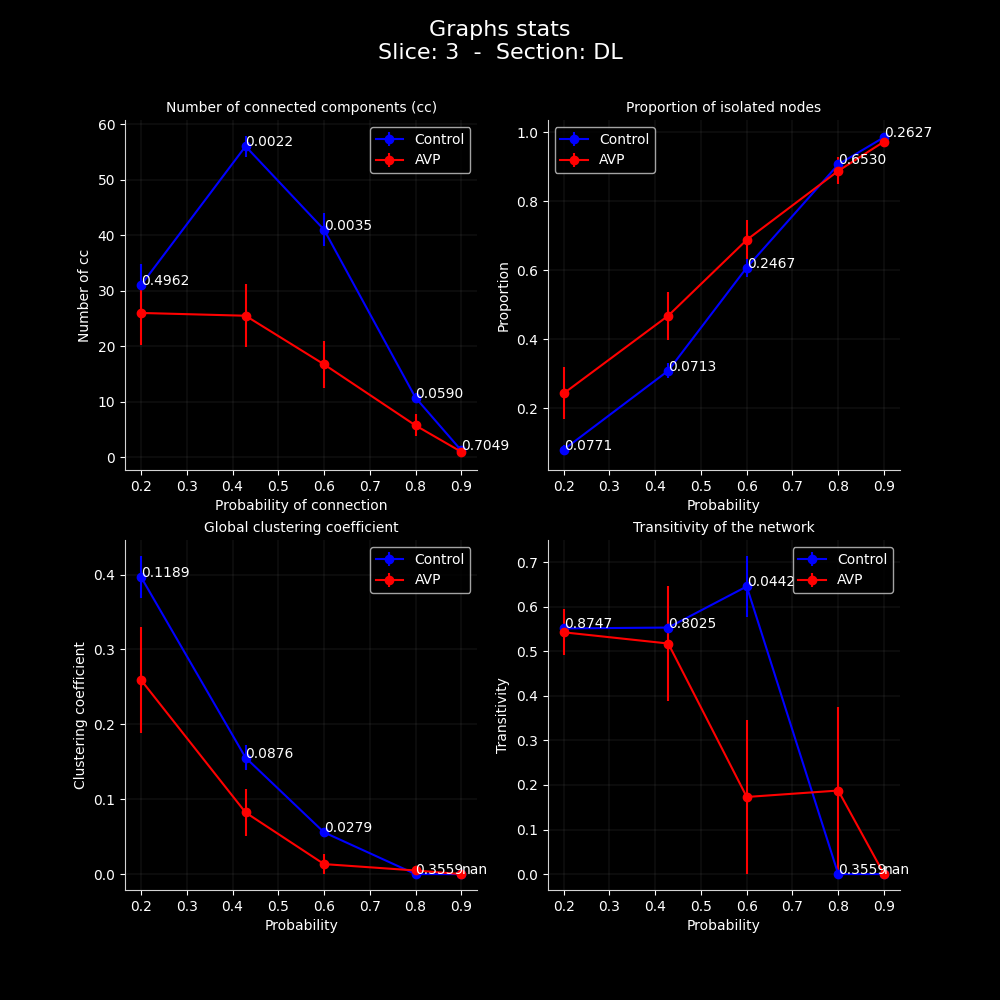 Graphs stats
Slice: 3 - Section: DL
Number of connected components (cc)
60
50
40
30
20
10
0
Number of cc
0.4962
0.0022
0.0035
0.0590
0.7049
Control
AVP
0.2 0.3 0.4 0.5 0.6 0.7 0.8 0.9
Probability of connection
Proportion of isolated nodes
1.0
0.8
0.6
0.4
0.2
Proportion
Control
AVP
0.0771
0.0713
0.2467
0.6530
0.2627
0.2 0.3 0.4 0.5 0.6 0.7 0.8 0.9
Probability
Global clustering coefficient
0.4
0.3
0.2
0.1
0.0
Clustering coefficient
0.1189
0.0876
0.0279
0.3559
nan
Control
AVP
0.2 0.3 0.4 0.5 0.6 0.7 0.8 0.9
Probability
Transitivity of the network
0.7
0.6
0.5
0.4
0.3
0.2
0.1
0.0
Transitivity
0.8747
0.8025
0.0442
0.3559
nan
Control
AVP
0.2 0.3 0.4 0.5 0.6 0.7 0.8 0.9
Probability